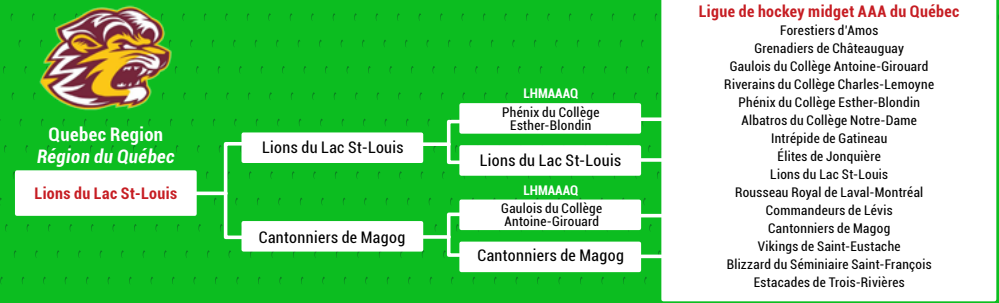 Quebec Region
Région du Québec
Lions du Lac St-Louis
Lions du Lac St-Louis
Cantonniers de Magog
LHMAAAQ
Phénix du Collège
Esther-Blondin
Lions du Lac St-Louis
LHMAAAQ
Gaulois du Collège
Antoine-Girouard
Cantonniers de Magog
Ligue de hockey midget AAA du Québec
Forestiers d'Amos
Grenadiers de Châteauguay
Gaulois du Collège Antoine-Girouard
Riverains du Collège Charles-Lemoyne
Phénix du Collège Esther-Blondin
Albatros du Collège Notre-Dame
Intrépide de Gatineau
Élites de Jonquière
Lions du Lac St-Louis
Rousseau Royal de Laval-Montréal
Commandeurs de Lévis
Cantonniers de Magog
Vikings de Saint-Eustache
Blizzard du Séminiaire Saint-François
Estacades de Trois-Rivières